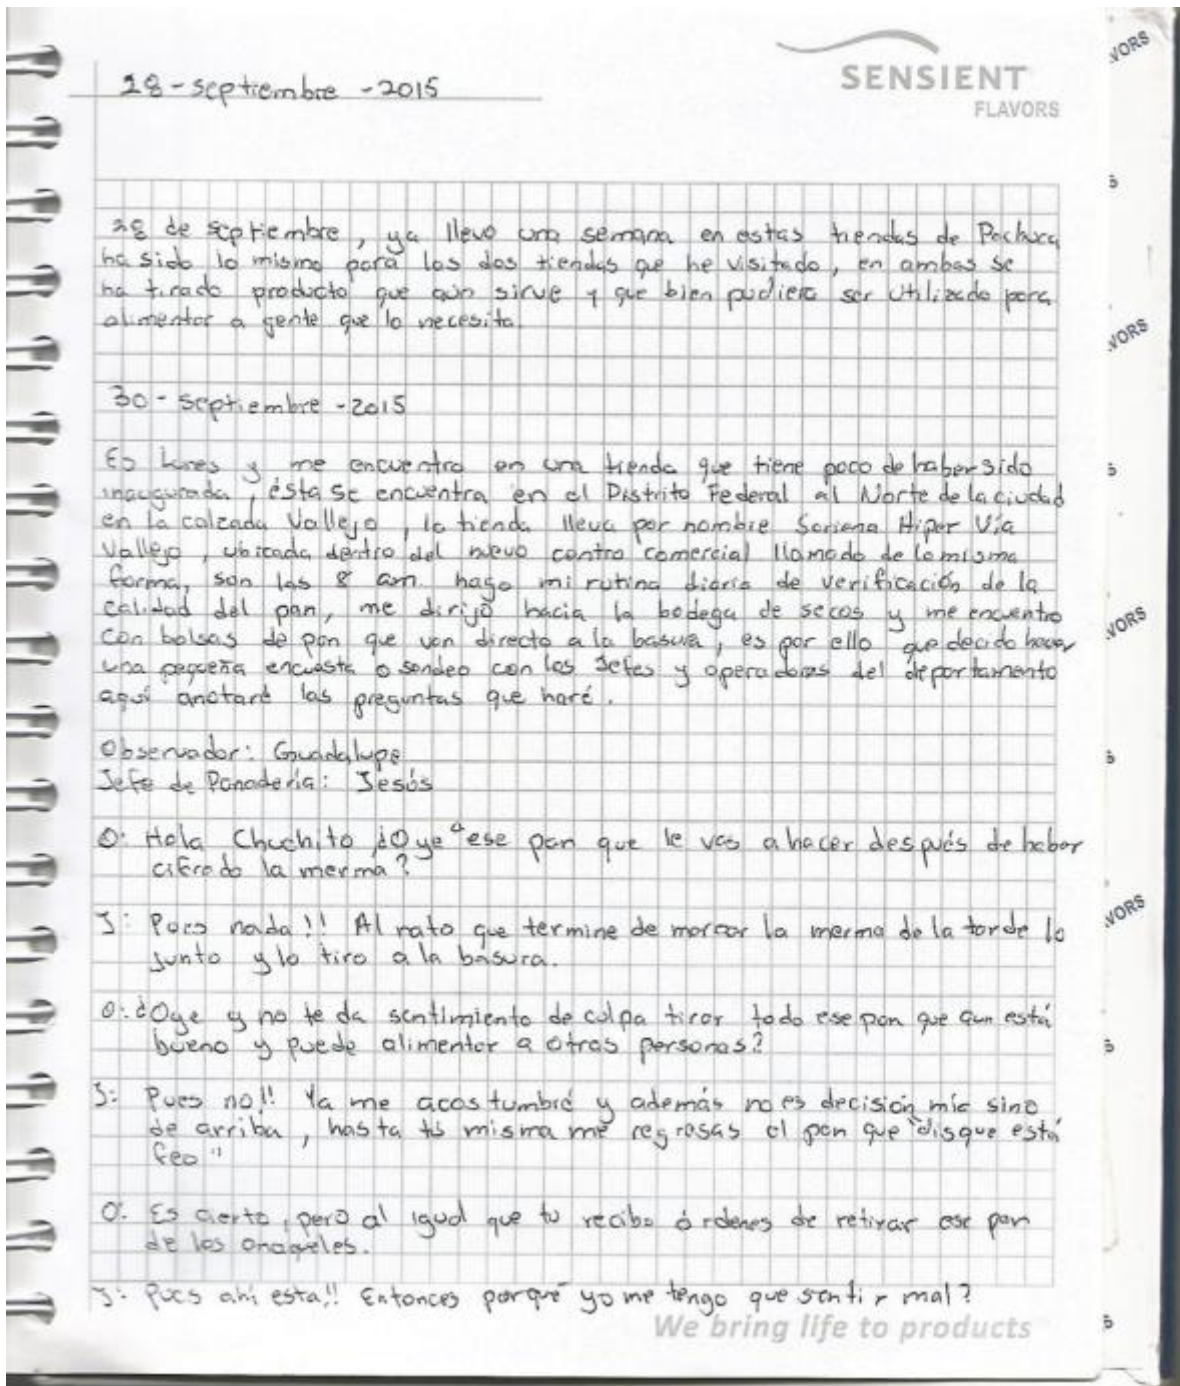 28 - septiembre - 2015
SENSIENT
FLAVORS
28 de septiembre, ya llevo una semana en estas tiendas de Pachuca
ha sido lo mismo para las dos tiendas que he visitado, en ambas se
ha tirado producto que aún sirve y que bien pudiera ser utilizado para
alimentar a gente que lo necesita.
30 - septiembre - 2015
Es lunes y me encuentro en una tienda que tiene poco de haber sido
inaugurada, ésta se encuentra en el Distrito Federal al Norte de la ciudad
en la calzada Vallejo, la tienda lleva por nombre Soriana Hiper Vía
Vallejo, ubicada dentro del nuevo centro comercial llamado de la misma
forma, son las 8 am. hago mi rutina diaria de verificación de la
calidad del pan, me dirijo hacia la bodega de secos y me encuentro
con bolsas de pan que van directo a la basura, es por ello que decido hacer
una pequeña encuesta o sondeo con los Jefes y operadores del departamento
aquí anotaré las preguntas que haré.
Observador: Guadalupe
Jefe de Panadería: Jesús
O: Hola Chuchito ¿Oye ese pan que le vas a hacer después de haber
cifrado la merma?
J: Pues nada!! Al rato que termine de marcar la merma de la tarde lo
junto y lo tiro a la basura.
O: ¿Oye y no te da sentimiento de culpa tirar todo ese pan que aun está
bueno y puede alimentar a otras personas?
J: Pues no!! Ya me acostumbré y además no es decisión mía sino
de arriba, hasta tú misma me regresas el pan que "disque está
feo"
O: Es cierto, pero al igual que tu recibo órdenes de retirar ese pan
de los anaqueles.
J: Pues ahí esta!! Entonces porqué yo me tengo que sentir mal?
We bring life to products
VORS
VORS
VORS
VORS